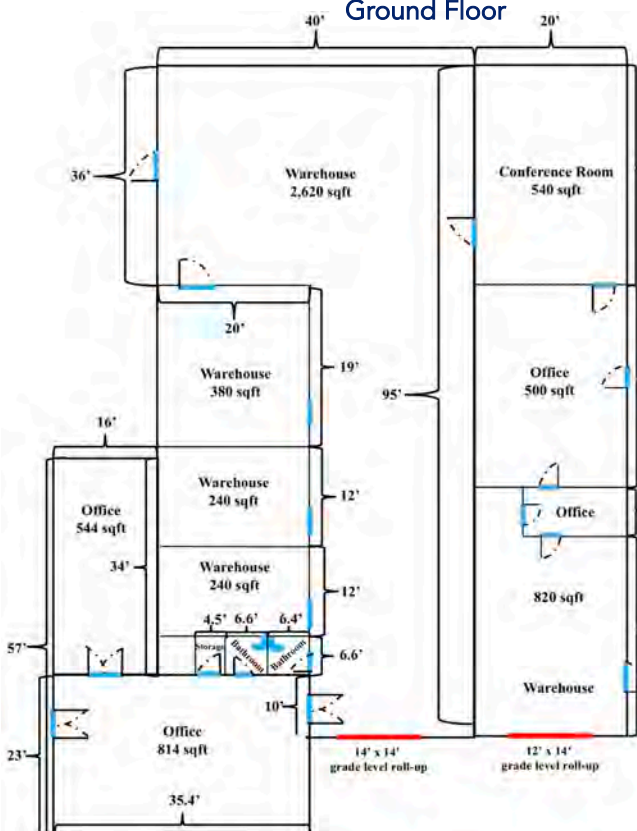 Ground Floor
40'
20'
36'
Warehouse
2,620 sqft
Conference Room
540 sqft
20'
Warehouse
380 sqft
19'
95'
Office
500 sqft
16'
Office
544 sqft
Warehouse
240 sqft
12'
Office
34'
Warehouse
240 sqft
12'
820 sqft
4.5'
6.6'
6.4'
57'
Storage
Bathroom
Bathroom
6.6'
Warehouse
10'
Office
814 sqft
23'
14' x 14'
grade level roll-up
12' x 14'
grade level roll-up
35.4'